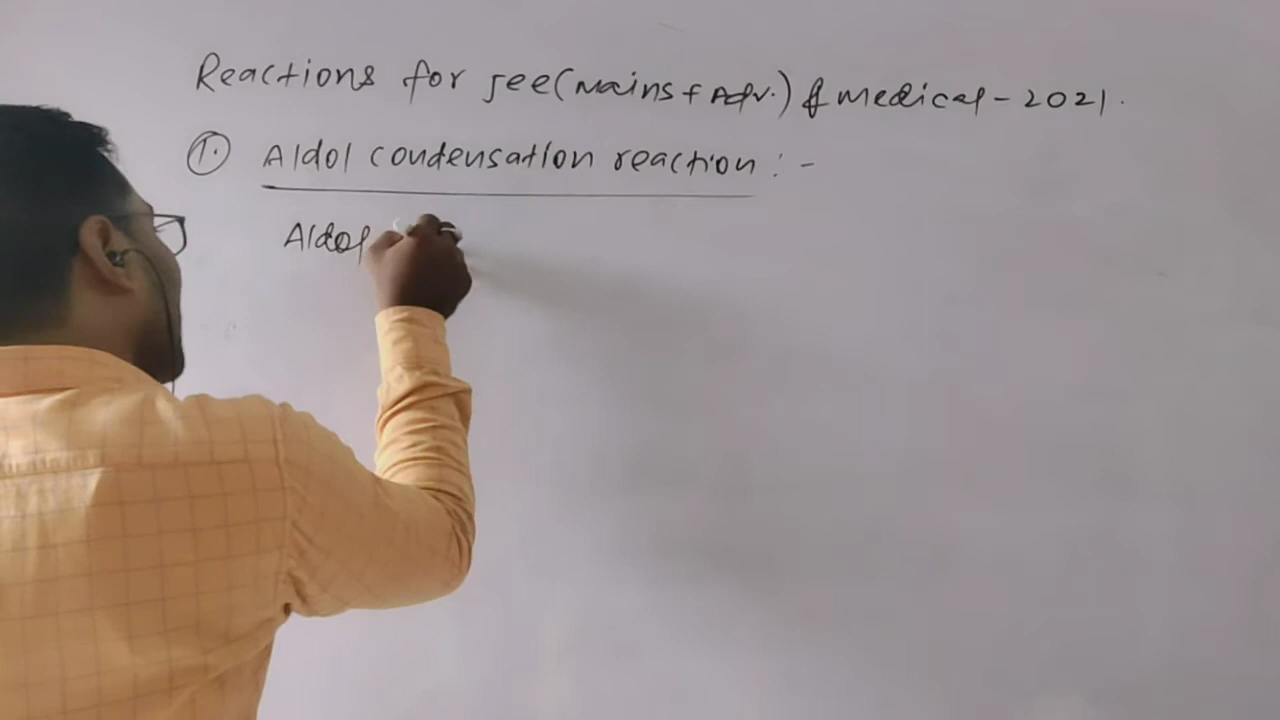 Reactions for Jee(Mains + Adv.) & Medical - 2021.
1. Aldol condensation reaction : -
Aldol